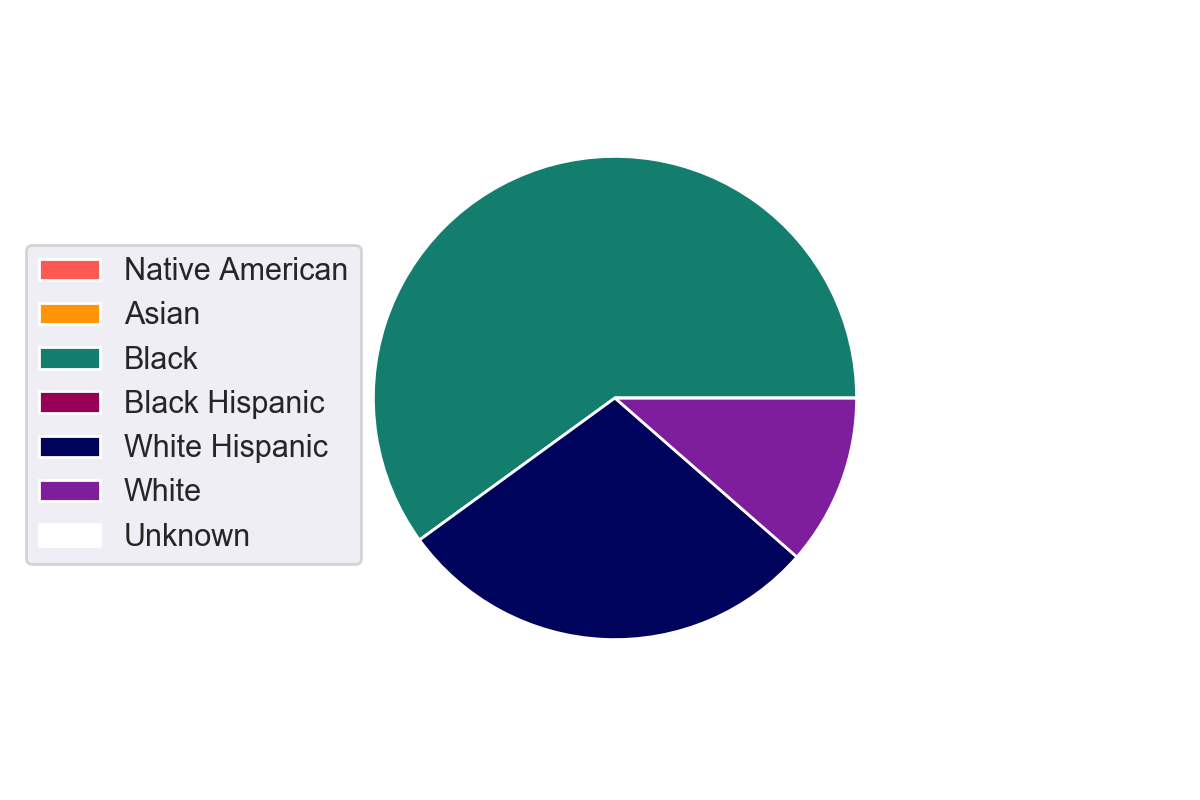 Native American
Asian
Black
Black Hispanic
White Hispanic
White
Unknown